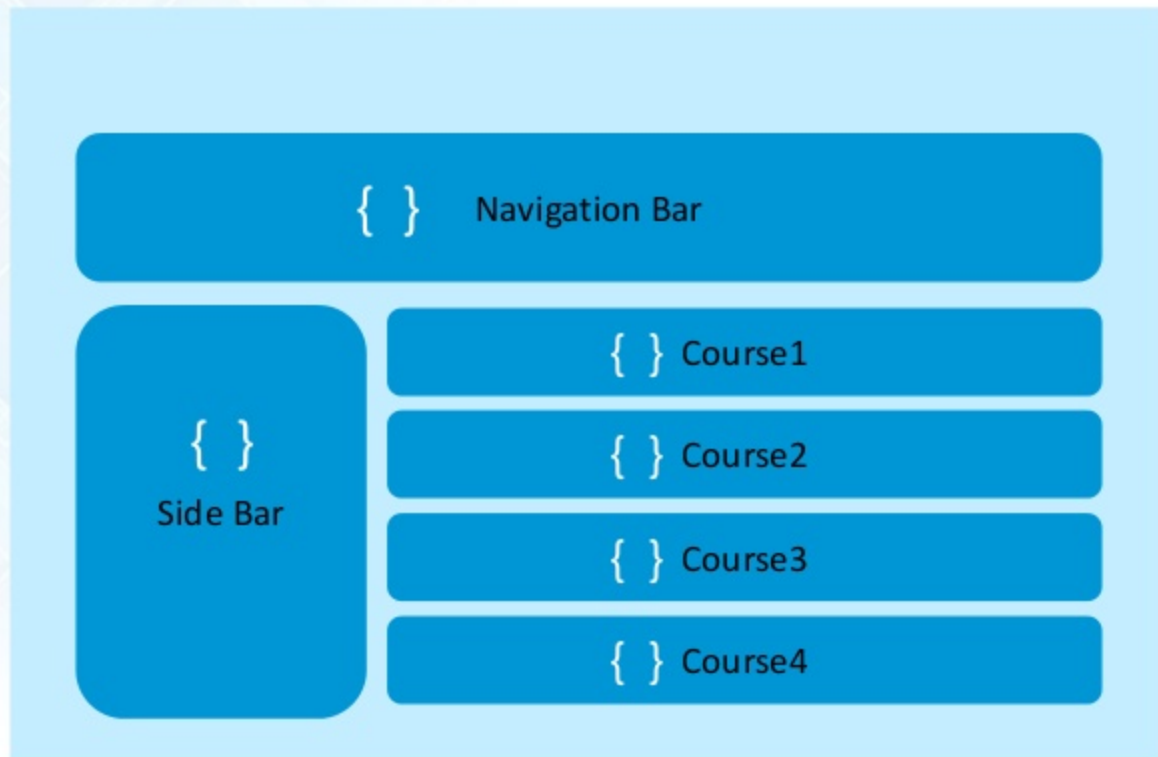 { } Navigation Bar
{ }
Side Bar
{ } Course1
{ } Course2
{ } Course3
{ } Course4